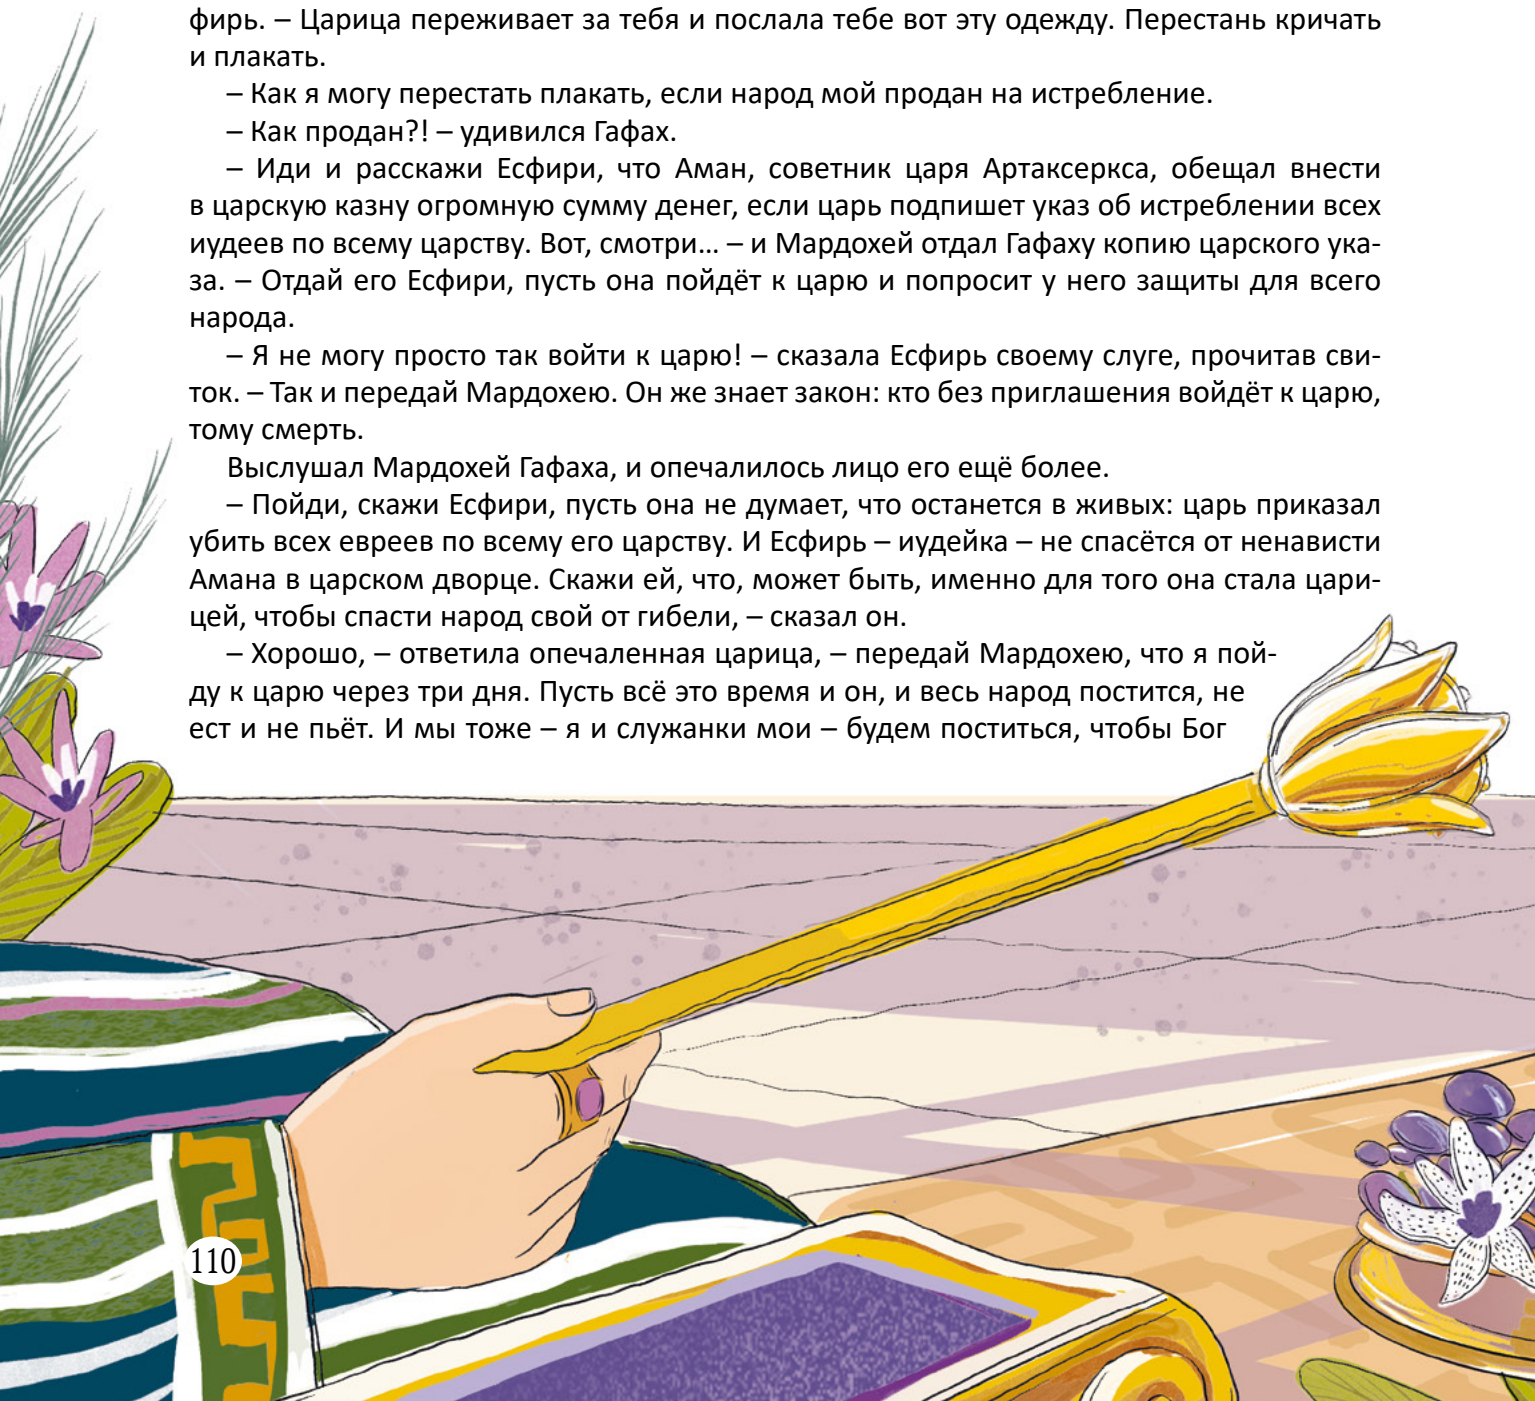 фирь. – Царица переживает за тебя и послала тебе вот эту одежду. Перестань кричать
и плакать.
– Как я могу перестать плакать, если народ мой продан на истребление.
– Как продан?! – удивился Гафах.
– Иди и расскажи Есфири, что Аман, советник царя Артаксеркса, обещал внести
в царскую казну огромную сумму денег, если царь подпишет указ об истреблении всех
иудеев по всему царству. Вот, смотри... – и Мардохей отдал Гафаху копию царского ука-
за. – Отдай его Есфири, пусть она пойдёт к царю и попросит у него защиты для всего
народа.
– Я не могу просто так войти к царю! – сказала Есфирь своему слуге, прочитав сви-
ток. – Так и передай Мардохею. Он же знает закон: кто без приглашения войдёт к царю,
тому смерть.
Выслушал Мардохей Гафаха, и опечалилось лицо его ещё более.
– Пойди, скажи Есфири, пусть она не думает, что останется в живых: царь приказал
убить всех евреев по всему его царству. И Есфирь – иудейка – не спасётся от ненависти
Амана в царском дворце. Скажи ей, что, может быть, именно для того она стала цари-
цей, чтобы спасти народ свой от гибели, – сказал он.
– Хорошо, – ответила опечаленная царица, – передай Мардохею, что я пой-
ду к царю через три дня. Пусть всё это время и он, и весь народ постится, не
ест и не пьёт. И мы тоже – я и служанки мои – будем поститься, чтобы Бог
110